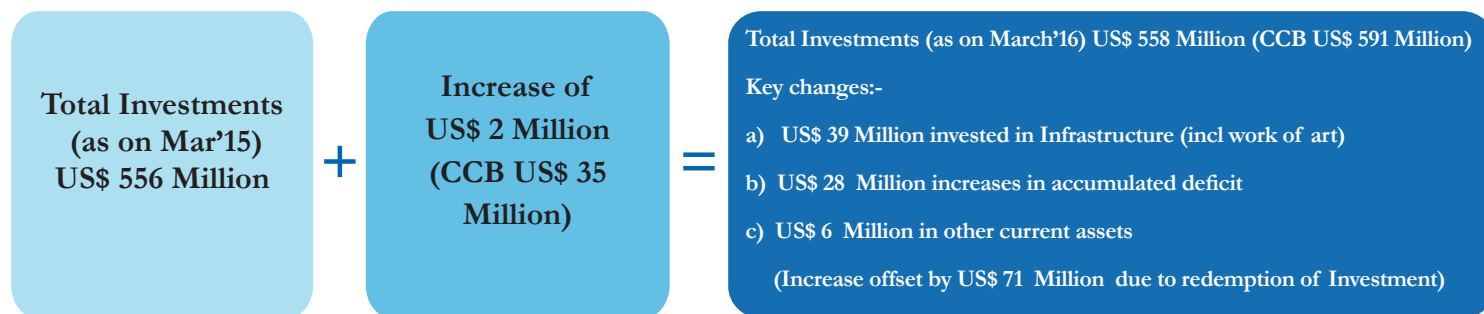 Total Investments
(as on Mar’15)
US$ 556 Million
+
Increase of
US$ 2 Million
(CCB US$ 35
Million)
=
Total Investments (as on March’16) US$ 558 Million (CCB US$ 591 Million)
Key changes:-
a) US$ 39 Million invested in Infrastructure (incl work of art)
b) US$ 28 Million increases in accumulated deficit
c) US$ 6 Million in other current assets
(Increase offset by US$ 71 Million due to redemption of Investment)